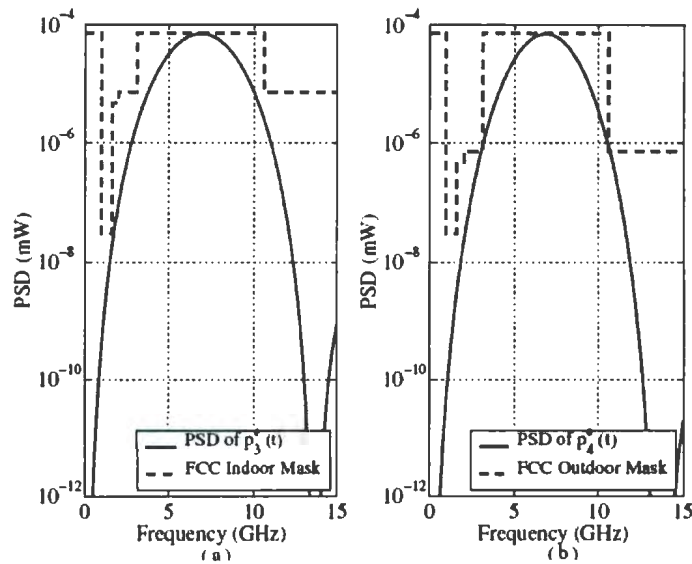 10⁻⁴
10⁻⁶
10⁻⁸
10⁻¹⁰
10⁻¹²
PSD (mW)
0
5
10
15
Frequency (GHz)
(a)
PSD of p₃ᵉ(t)
FCC Indoor Mask
10⁻⁴
10⁻⁶
10⁻⁸
10⁻¹⁰
10⁻¹²
PSD (mW)
0
5
10
15
Frequency (GHz)
(b)
PSD of p₄ᵉ(t)
FCC Outdoor Mask